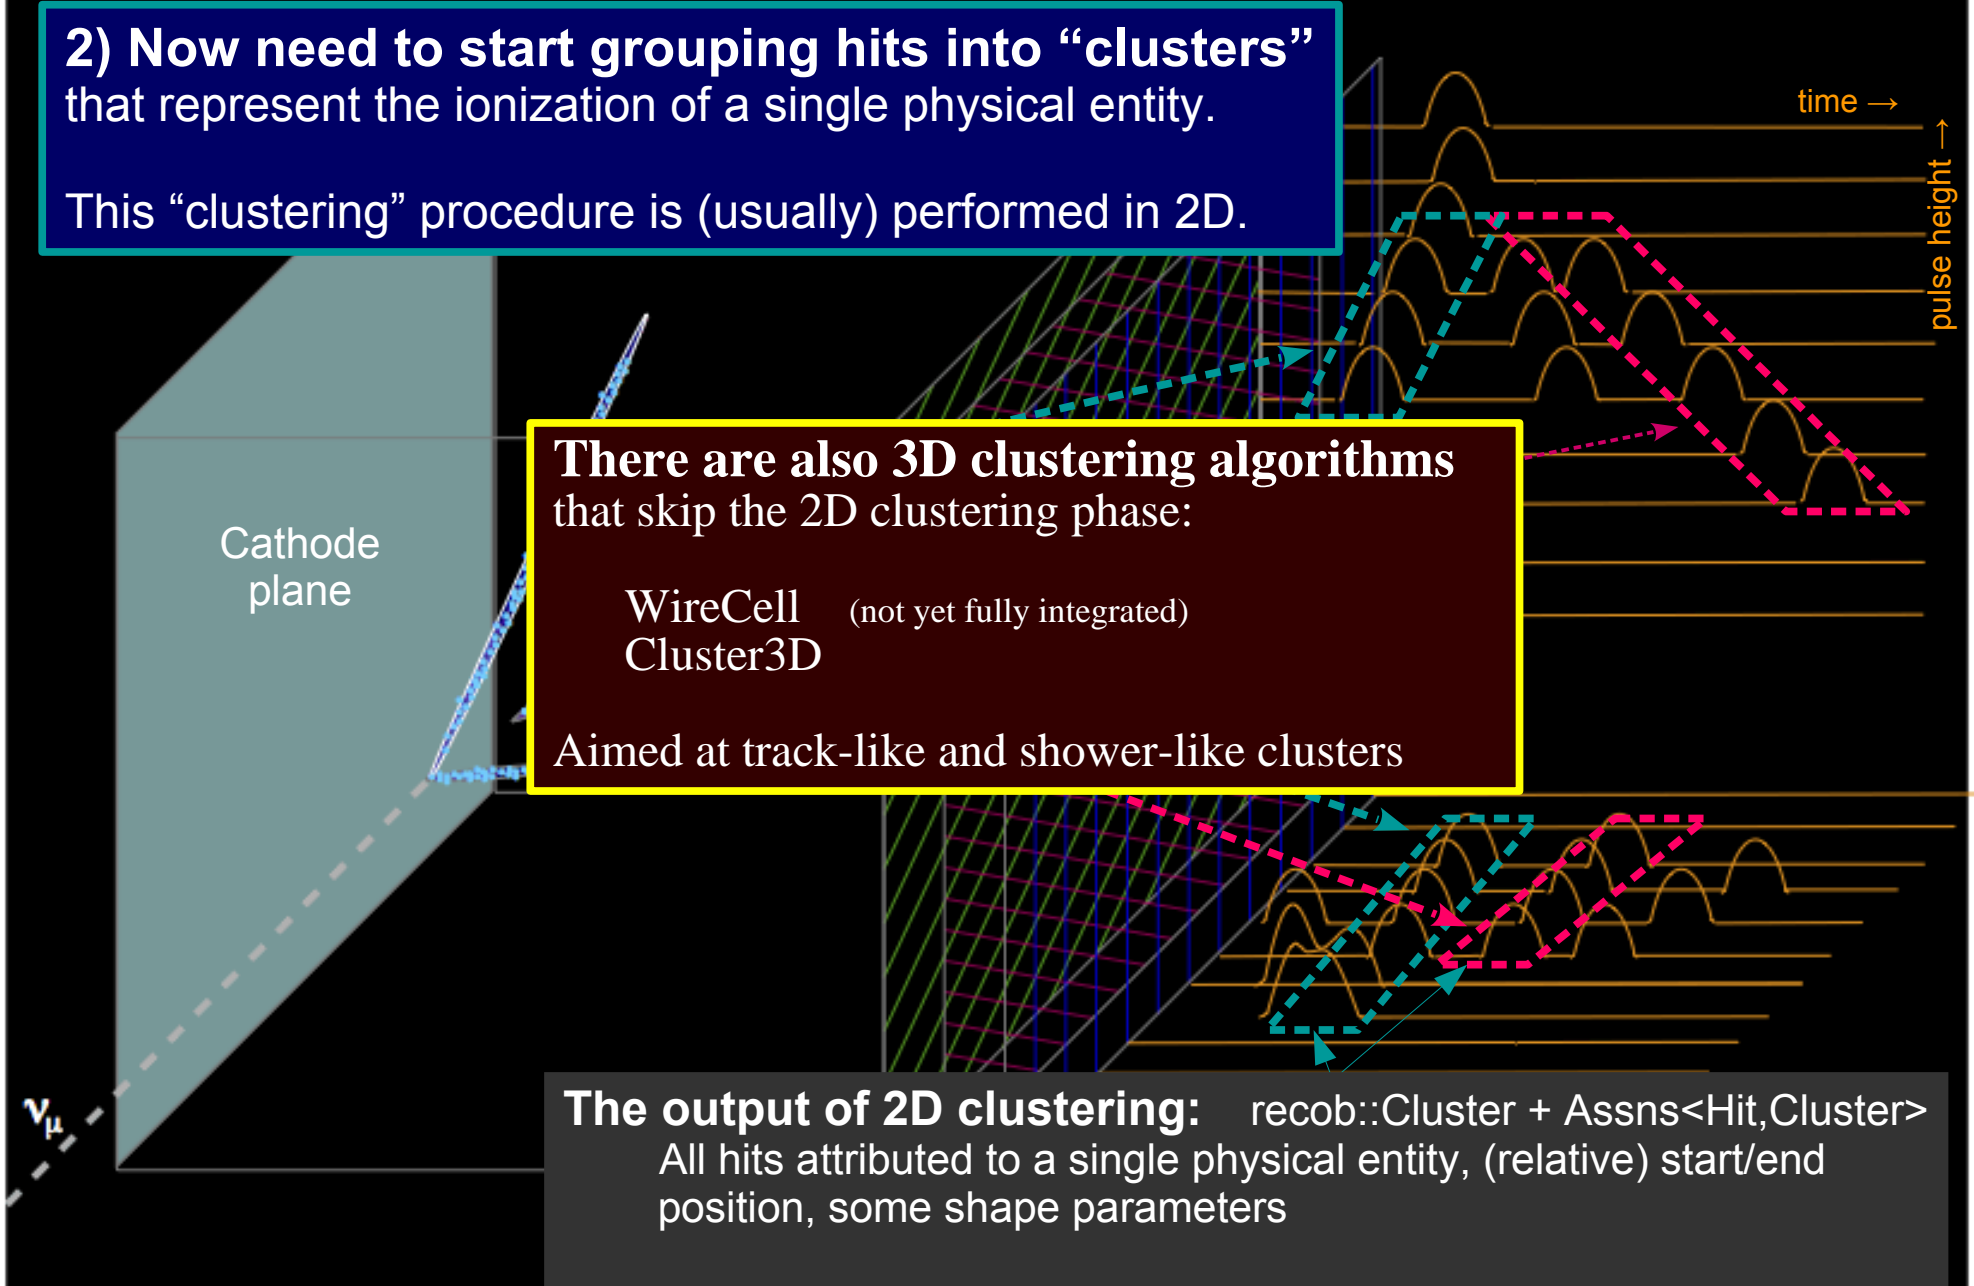 2) Now need to start grouping hits into “clusters”
that represent the ionization of a single physical entity.
This “clustering” procedure is (usually) performed in 2D.
time →
pulse height →
There are also 3D clustering algorithms
that skip the 2D clustering phase:
WireCell (not yet fully integrated)
Cluster3D
Aimed at track-like and shower-like clusters
Cathode
plane
νμ
The output of 2D clustering: recob::Cluster + Assns<Hit,Cluster>
All hits attributed to a single physical entity, (relative) start/end
position, some shape parameters